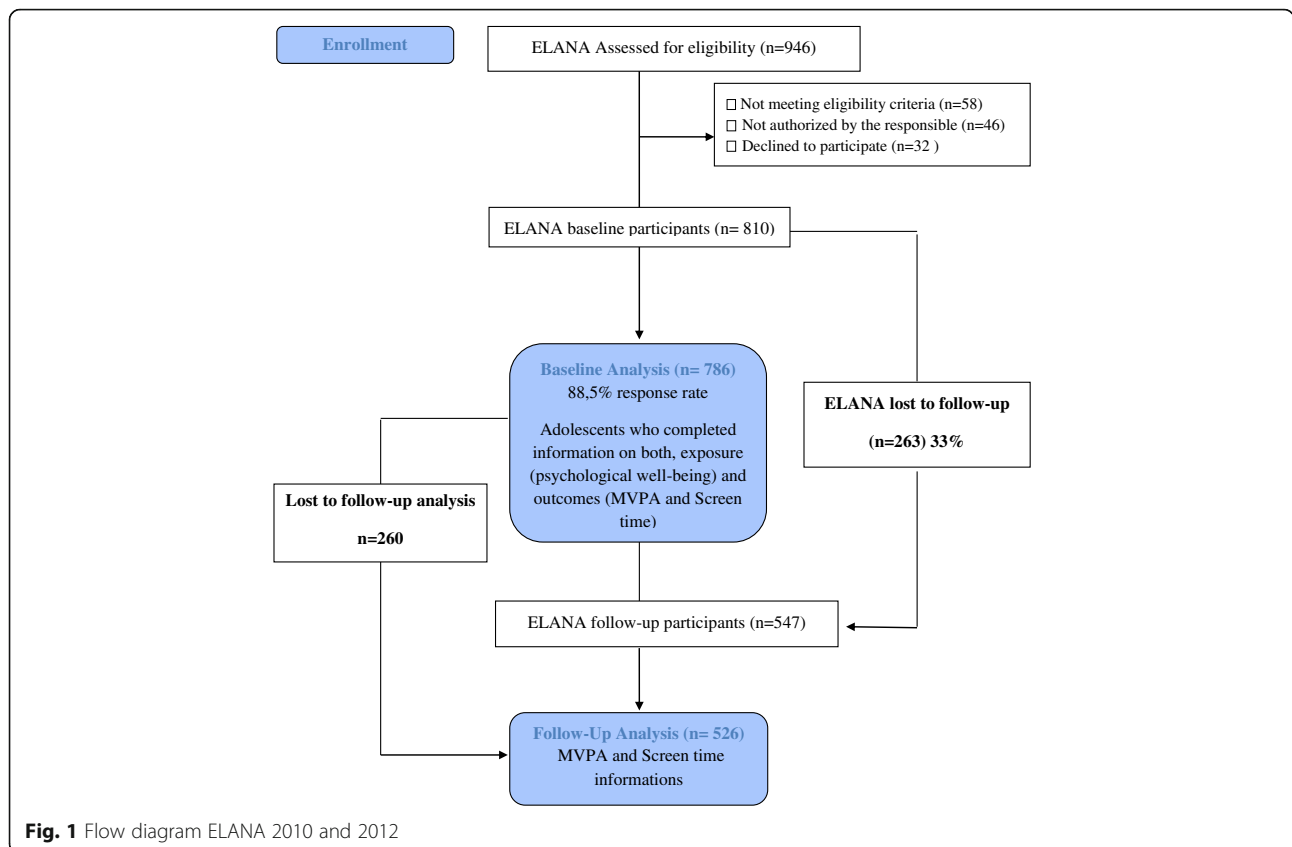 Enrollment
ELANA Assessed for eligibility (n=946)
□ Not meeting eligibility criteria (n=58)
□ Not authorized by the responsible (n=46)
□ Declined to participate (n=32 )
ELANA baseline participants (n= 810)
Baseline Analysis (n= 786)
88,5% response rate
Adolescents who completed
information on both, exposure
(psychological well-being) and
outcomes (MVPA and Screen
time)
ELANA lost to follow-up
(n=263) 33%
Lost to follow-up analysis
n=260
ELANA follow-up participants (n=547)
Follow-Up Analysis (n= 526)
MVPA and Screen time
informations
Fig. 1 Flow diagram ELANA 2010 and 2012